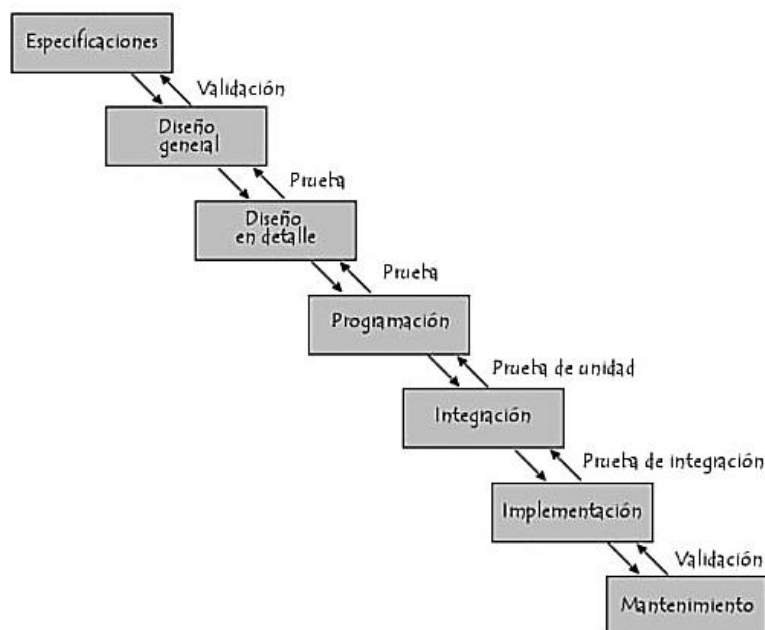 Especificaciones
Validación
Diseño
general
Prueba
Diseño
en detalle
Prueba
Programación
Prueba de unidad
Integración
Prueba de integración
Implementación
Validación
Mantenimiento